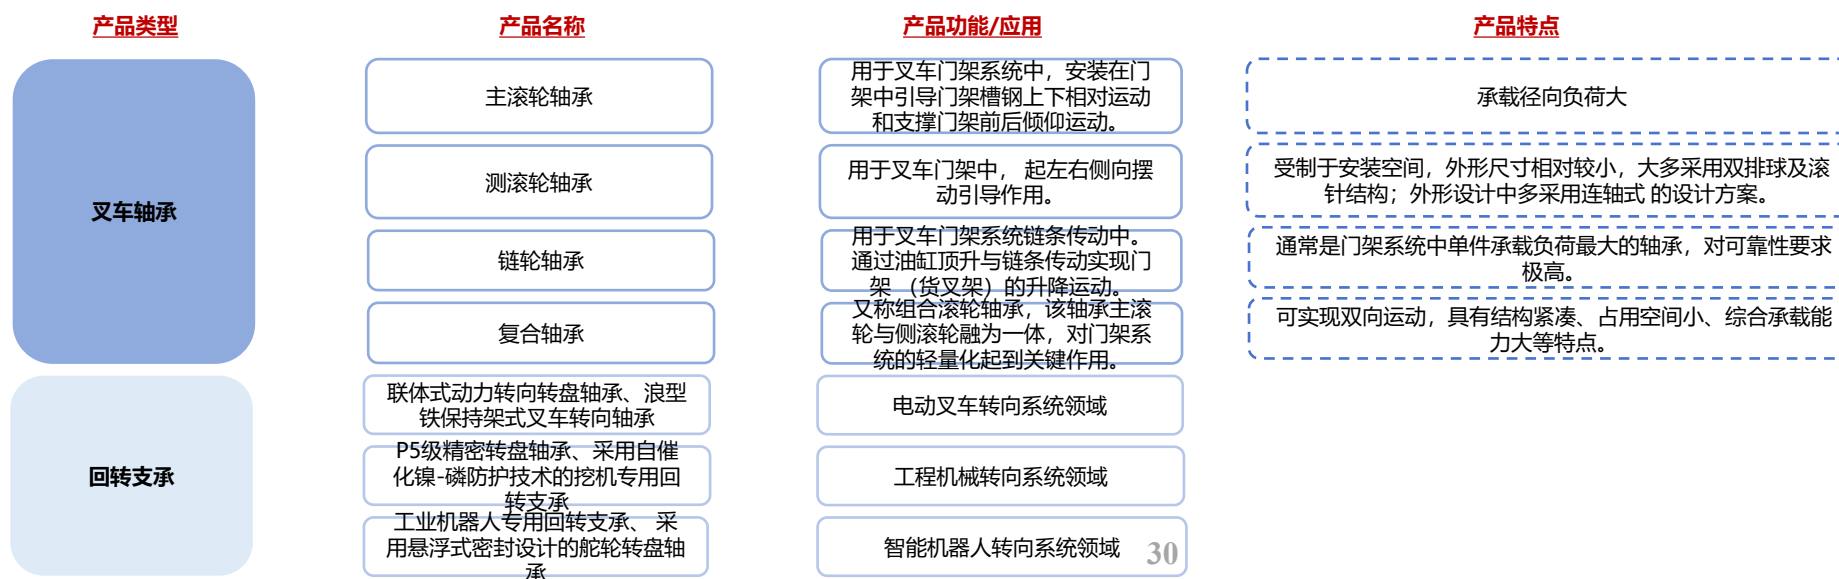 产品类型
产品名称
产品功能/应用
产品特点
叉车轴承
主滚轮轴承
用于叉车门架系统中，安装在门
架中引导门架槽钢上下相对运动
和支撑门架前后倾仰运动。
承载径向负荷大
测滚轮轴承
用于叉车门架中， 起左右侧向摆
动引导作用。
受制于安装空间，外形尺寸相对较小，大多采用双排球及滚
针结构；外形设计中多采用连轴式 的设计方案。
链轮轴承
用于叉车门架系统链条传动中。
通过油缸顶升与链条传动实现门
架 （货叉架）的升降运动。
通常是门架系统中单件承载负荷最大的轴承，对可靠性要求
极高。
复合轴承
又称组合滚轮轴承，该轴承主滚
轮与侧滚轮融为一体，对门架系
统的轻量化起到关键作用。
可实现双向运动，具有结构紧凑、占用空间小、综合承载能
力大等特点。
回转支承
联体式动力转向转盘轴承、浪型
铁保持架式叉车转向轴承
电动叉车转向系统领域
P5级精密转盘轴承、采用自催
化镍-磷防护技术的挖机专用回
转支承
工程机械转向系统领域
工业机器人专用回转支承、 采
用悬浮式密封设计的舵轮转盘轴
承
智能机器人转向系统领域
30